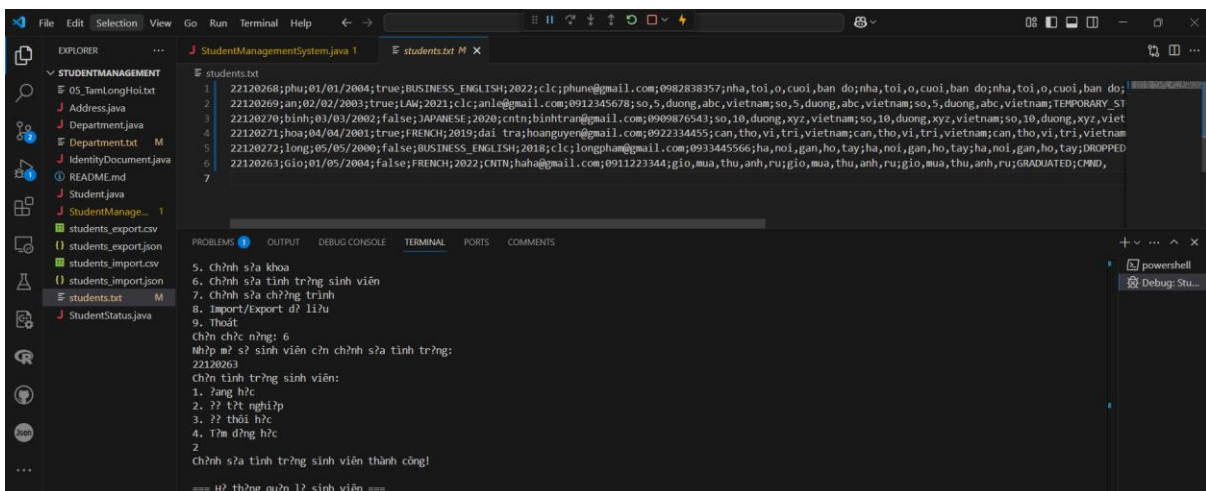 File Edit Selection View Go Run Terminal Help
EXPLORER
StudentManagementSystem.java 1
students.txt M
STUDENTMANAGEMENT
05_TamLongHoi.txt
Address.java
Department.java
Department.txt M
IdentityDocument.java
README.md
Student.java
StudentManage... 1
students_export.csv
students_export.json
students_import.csv
students_import.json
students.txt M
StudentStatus.java
students.txt
1 22120268;phu;01/01/2004;true;BUSINESS_ENGLISH;2022;clc;phune@gmail.com;0982838357;nha,toi,o,cuoi,ban do;nha,toi,o,cuoi,ban do;nha,toi,o,cuoi,ban do;
2 22120269;an;02/02/2003;true;LAW;2021;clc;anle@gmail.com;0912345678;so,5,duong,abc,vietnam;so,5,duong,abc,vietnam;so,5,duong,abc,vietnam;TEMPORARY_ST
3 22120270;binh;03/03/2002;false;JAPANESE;2020;cntn;binhtran@gmail.com;0909876543;so,10,duong,xyz,vietnam;so,10,duong,xyz,vietnam;so,10,duong,xyz,viet
4 22120271;hoa;04/04/2001;true;FRENCH;2019;dai tra;hoanguyen@gmail.com;0922334455;can,tho,vi,tri,vietnam;can,tho,vi,tri,vietnam;can,tho,vi,tri,vietnam
5 22120272;long;05/05/2000;false;BUSINESS_ENGLISH;2018;clc;longpham@gmail.com;0933445566;ha,noi,gan,ho,tay;ha,noi,gan,ho,tay;ha,noi,gan,ho,tay;DROPPED
6 22120263;Gio;01/05/2004;false;FRENCH;2022;CNTN;haha@gmail.com;0911223344;gio,mua,thu,anh,ru;gio,mua,thu,anh,ru;gio,mua,thu,anh,ru;GRADUATED;CMND,
7
PROBLEMS 1 OUTPUT DEBUG CONSOLE TERMINAL PORTS COMMENTS
powershell
Debug: Stu...
5. Ch?nh s?a khoa
6. Ch?nh s?a tình tr?ng sinh viên
7. Ch?nh s?a ch??ng trình
8. Import/Export d? li?u
9. Thoát
Ch?n ch?c n?ng: 6
Nh?p m? s? sinh viên c?n ch?nh s?a tình tr?ng:
22120263
Ch?n tình tr?ng sinh viên:
1. ?ang h?c
2. ?? t?t nghi?p
3. ?? thôi h?c
4. T?m d?ng h?c
2
Ch?nh s?a tình tr?ng sinh viên thành công!
=== H? th?ng qu?n l? sinh viên ===
2
Json